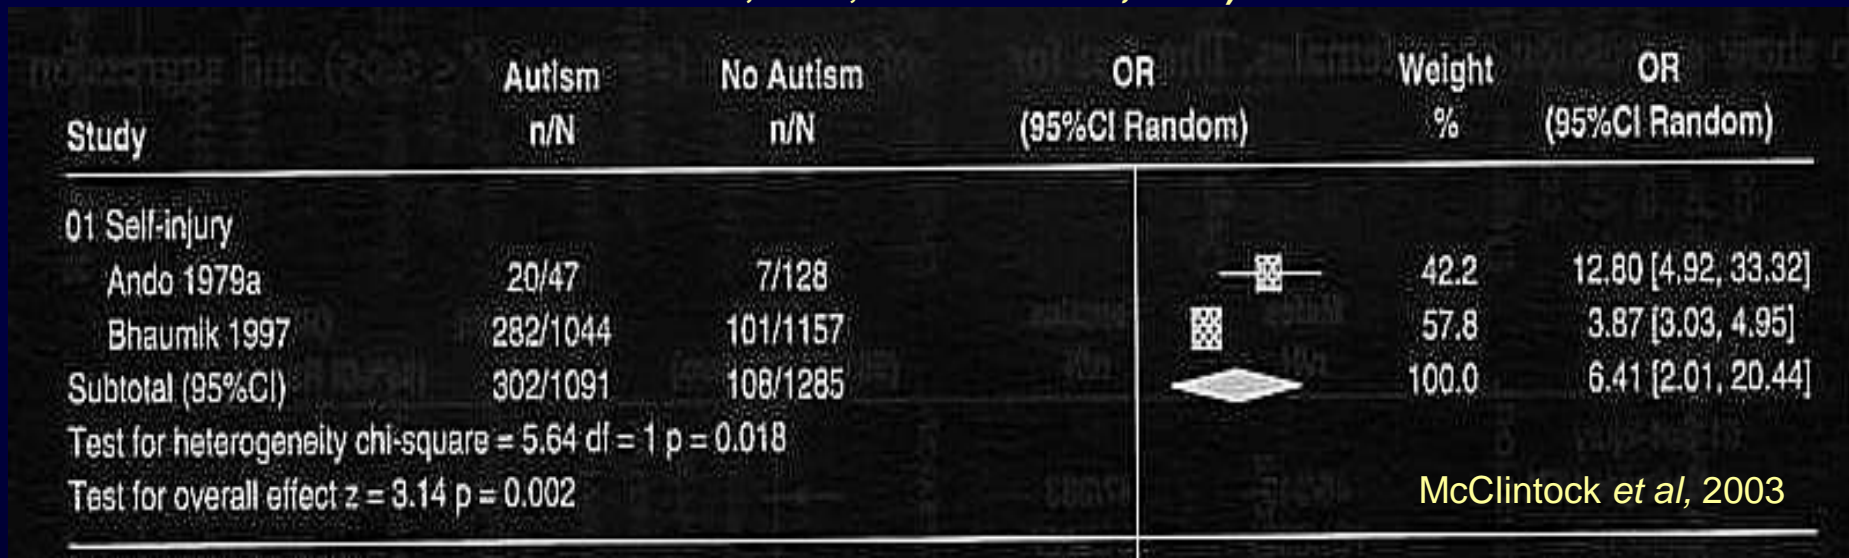 Autism No Autism OR Weight OR
Study n/N n/N (95%CI Random) % (95%CI Random)
01 Self-injury
Ando 1979a 20/47 7/128 42.2 12.80 [4.92, 33.32]
Bhaumik 1997 282/1044 101/1157 57.8 3.87 [3.03, 4.95]
Subtotal (95%CI) 302/1091 108/1285 100.0 6.41 [2.01, 20.44]
Test for heterogeneity chi-square = 5.64 df = 1 p = 0.018
Test for overall effect z = 3.14 p = 0.002
McClintock et al, 2003